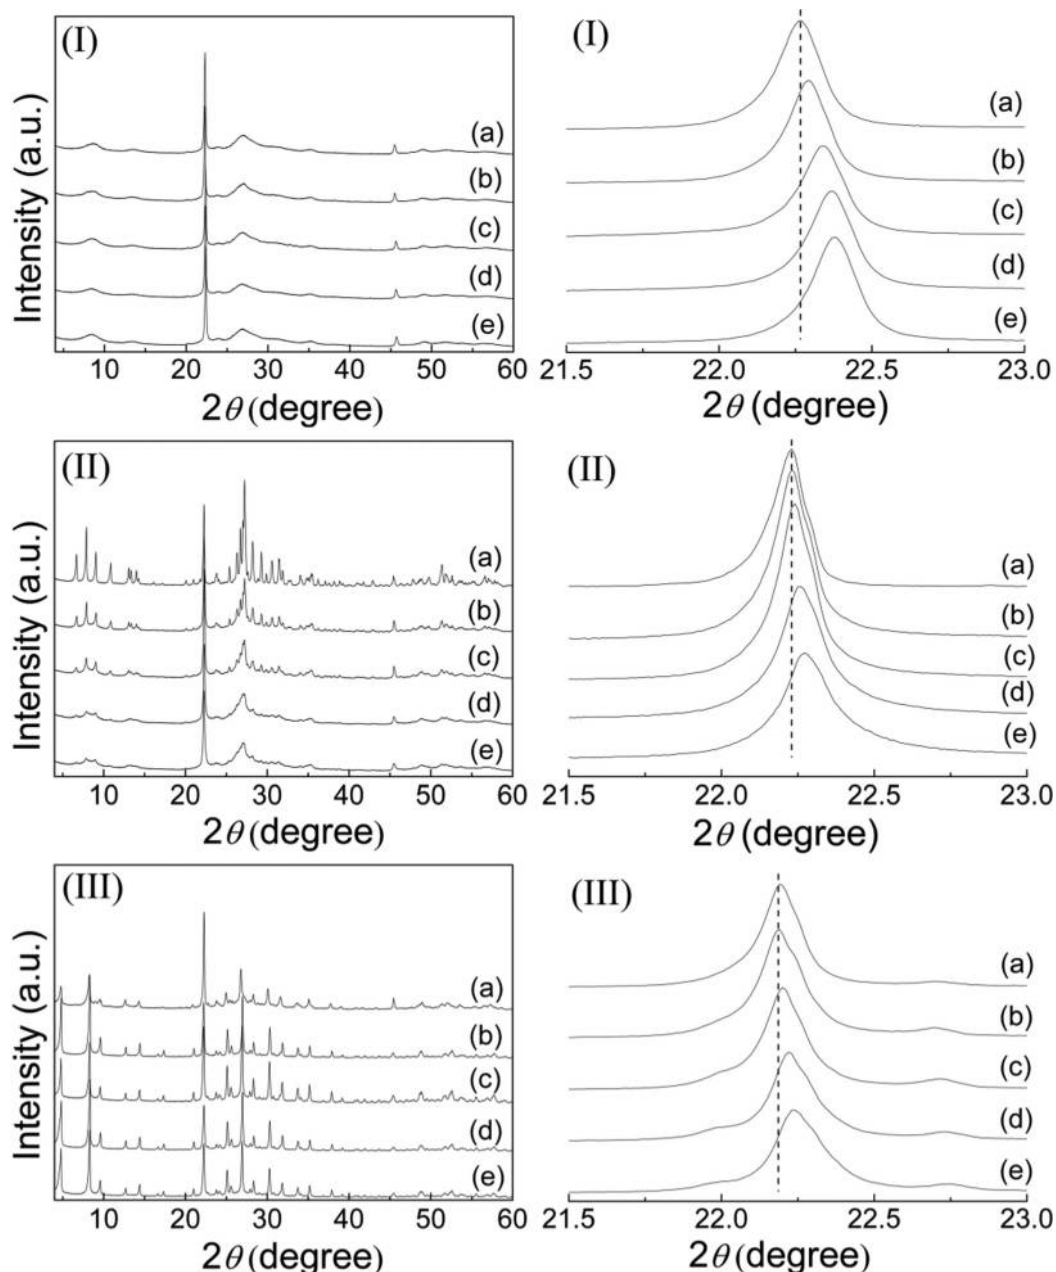 (I)
(a)
(b)
(c)
(d)
(e)
Intensity (a.u.)
10 20 30 40 50 60
2θ (degree)
(I)
(a)
(b)
(c)
(d)
(e)
21.5 22.0 22.5 23.0
2θ (degree)
(II)
(a)
(b)
(c)
(d)
(e)
Intensity (a.u.)
10 20 30 40 50 60
2θ (degree)
(II)
(a)
(b)
(c)
(d)
(e)
21.5 22.0 22.5 23.0
2θ (degree)
(III)
(a)
(b)
(c)
(d)
(e)
Intensity (a.u.)
10 20 30 40 50 60
2θ (degree)
(III)
(a)
(b)
(c)
(d)
(e)
21.5 22.0 22.5 23.0
2θ (degree)